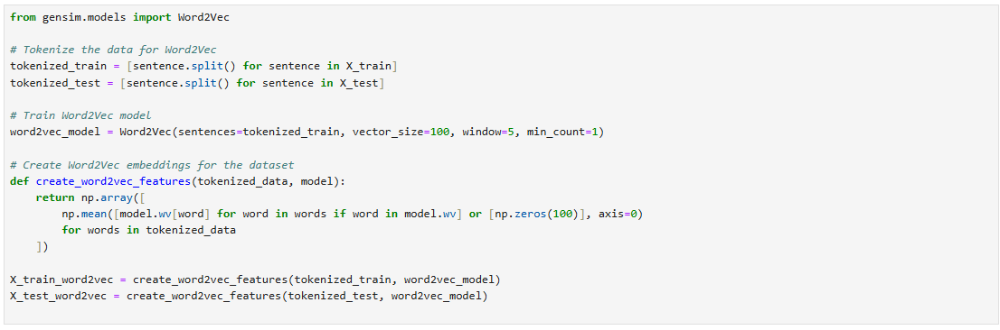 from gensim.models import Word2Vec

# Tokenize the data for Word2Vec
tokenized_train = [sentence.split() for sentence in X_train]
tokenized_test = [sentence.split() for sentence in X_test]

# Train Word2Vec model
word2vec_model = Word2Vec(sentences=tokenized_train, vector_size=100, window=5, min_count=1)

# Create Word2Vec embeddings for the dataset
def create_word2vec_features(tokenized_data, model):
    return np.array([
        np.mean([model.wv[word] for word in words if word in model.wv] or [np.zeros(100)], axis=0)
        for words in tokenized_data
    ])

X_train_word2vec = create_word2vec_features(tokenized_train, word2vec_model)
X_test_word2vec = create_word2vec_features(tokenized_test, word2vec_model)